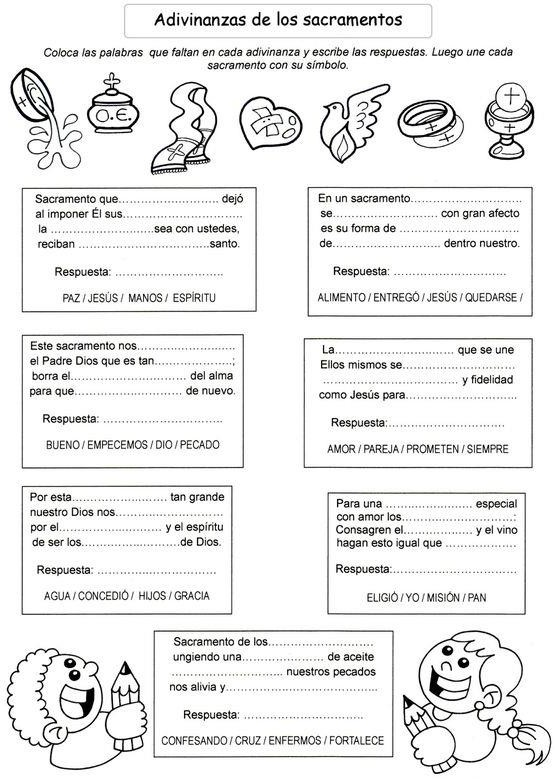 Adivinanzas de los sacramentos
Coloca las palabras que faltan en cada adivinanza y escribe las respuestas. Luego une cada
sacramento con su símbolo.
O.E.
Sacramento que........................... dejó
al imponer Él sus.................................
la ............................sea con ustedes,
reciban .....................................santo.
Respuesta: ......................................
PAZ / JESÚS / MANOS / ESPÍRITU
En un sacramento..............................
se............................. con gran afecto
es su forma de .................................
de............................... dentro nuestro.
Respuesta: ......................................
ALIMENTO / ENTREGÓ / JESÚS / QUEDARSE /
Este sacramento nos...........................
el Padre Dios que es tan.....................;
borra el................................ del alma
para que.............................. de nuevo.
Respuesta: .................................
BUENO / EMPECEMOS / DIO / PECADO
La................................. que se une
Ellos mismos se...............................
...................................... y fidelidad
como Jesús para...............................
Respuesta:.................................
AMOR / PAREJA / PROMETEN / SIEMPRE
Por esta.......................... tan grande
nuestro Dios nos..............................
por el............................ y el espíritu
de ser los...........................de Dios.
Respuesta: .................................
AGUA / CONCEDIÓ / HIJOS / GRACIA
Para una ........................ especial
con amor los...............................:
Consagren el................... y el vino
hagan esto igual que ....................
Respuesta:..................................
ELIGIÓ / YO / MISIÓN / PAN
Sacramento de los.............................
ungiendo una....................... de aceite
.............................. nuestros pecados
nos alivia y........................................
Respuesta: .................................
CONFESANDO / CRUZ / ENFERMOS / FORTALECE